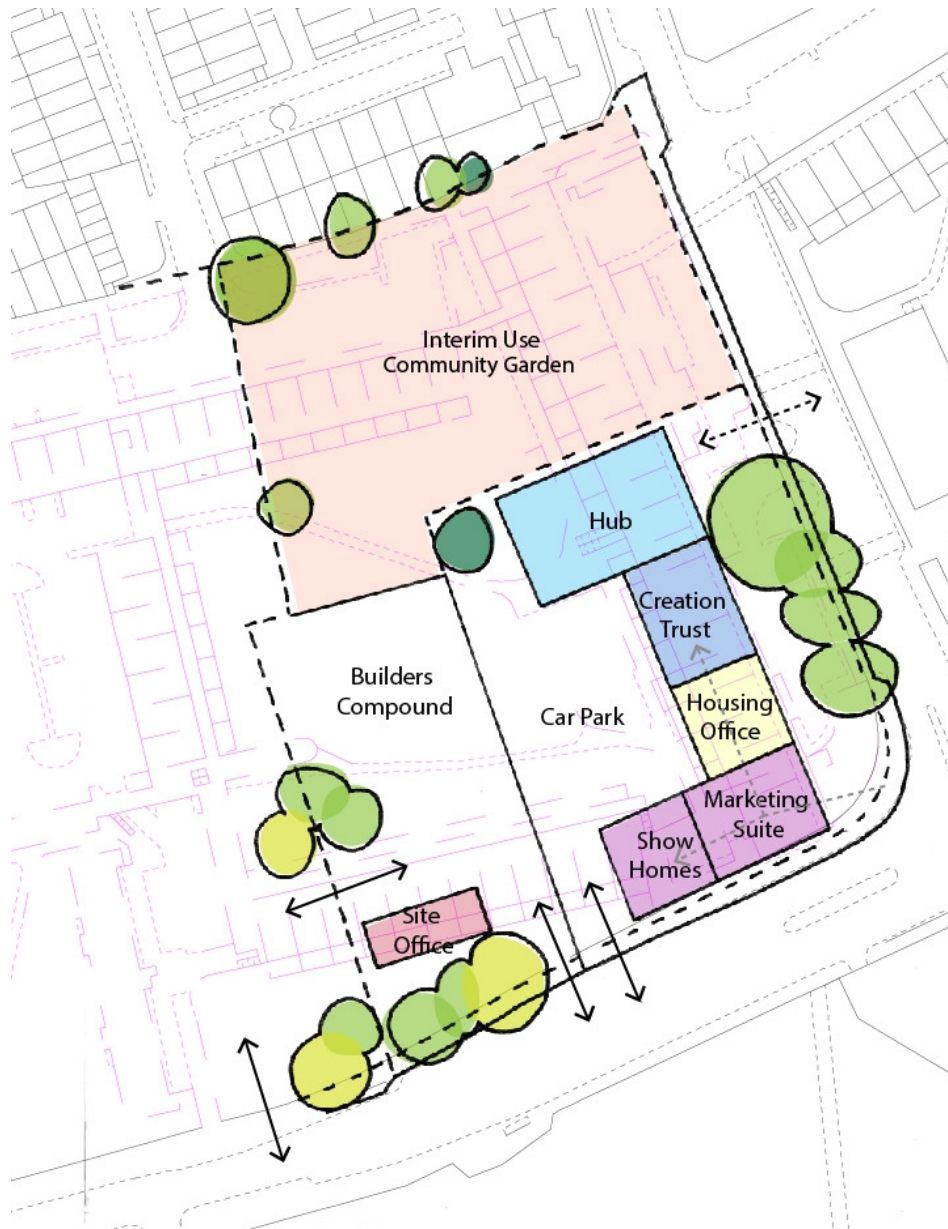 Interim Use
Community Garden
Hub
Creation
Trust
Builders
Compound
Car Park
Housing
Office
Marketing
Suite
Show
Homes
Site
Office